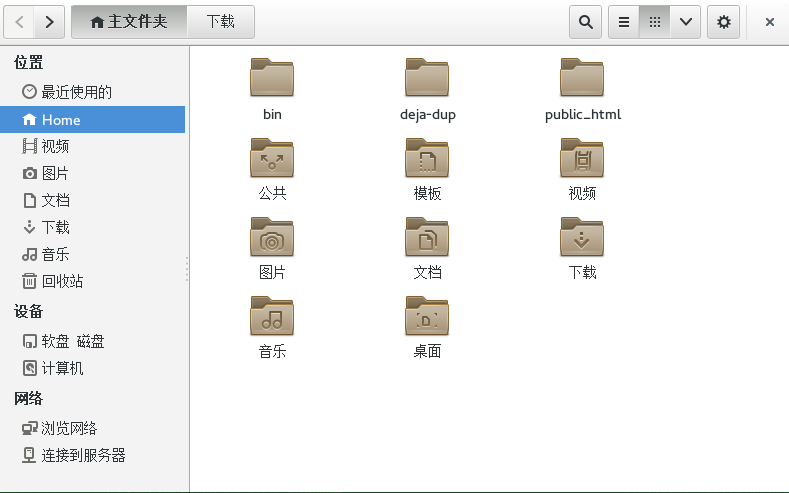 主文件夹 下载
位置
最近使用的
Home
视频
图片
文档
下载
音乐
回收站
设备
软盘 磁盘
计算机
网络
浏览网络
连接到服务器
bin deja-dup public_html
公共 模板 视频
图片 文档 下载
音乐 桌面